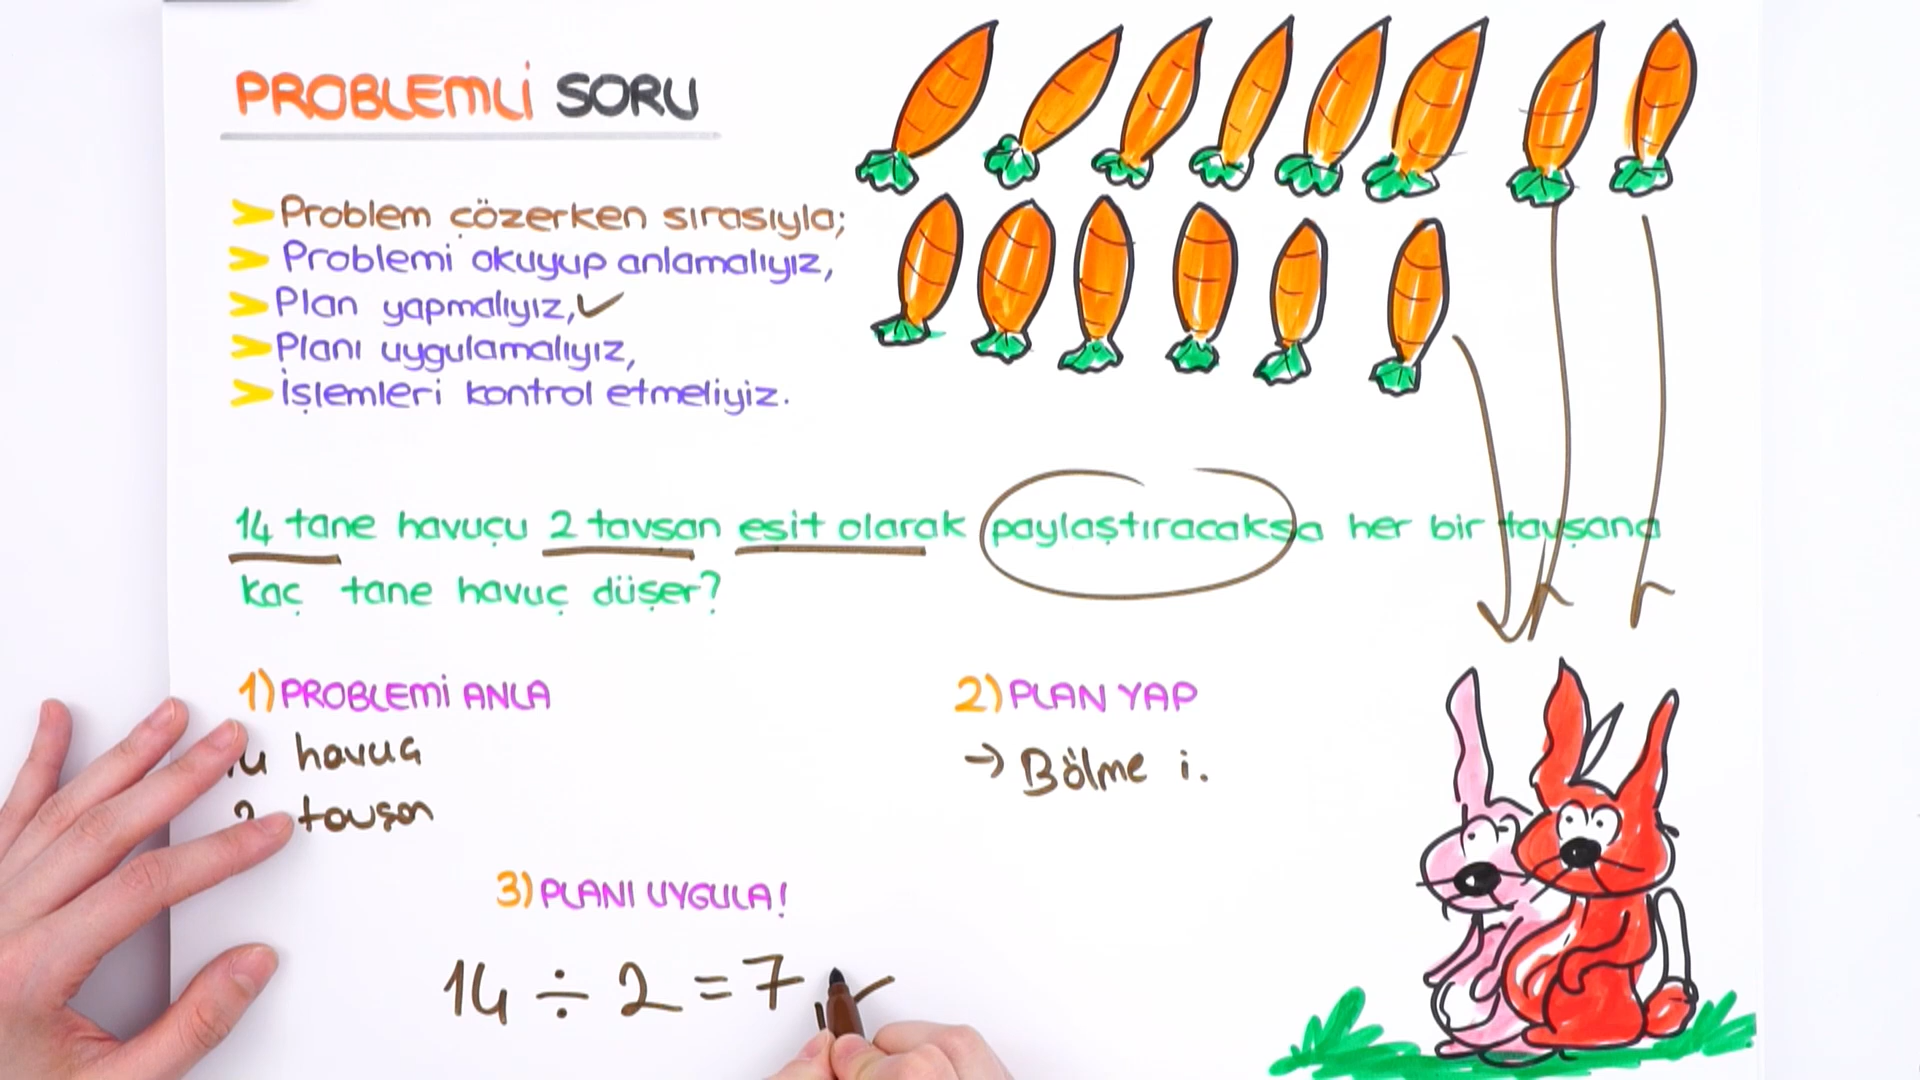 PROBLEMLİ SORU
Problem çözerken sırasıyla;
Problemi okuyup anlamalıyız,
Plan yapmalıyız,
Planı uygulamalıyız,
İşlemleri kontrol etmeliyiz.
14 tane havuçu 2 tavşan eşit olarak paylaştıracaksa her bir tavşana
kaç tane havuç düşer?
1) PROBLEMİ ANLA
havuç
tavşan
2) PLAN YAP
→ Bölme i.
3) PLANI UYGULA!
14 ÷ 2 = 7